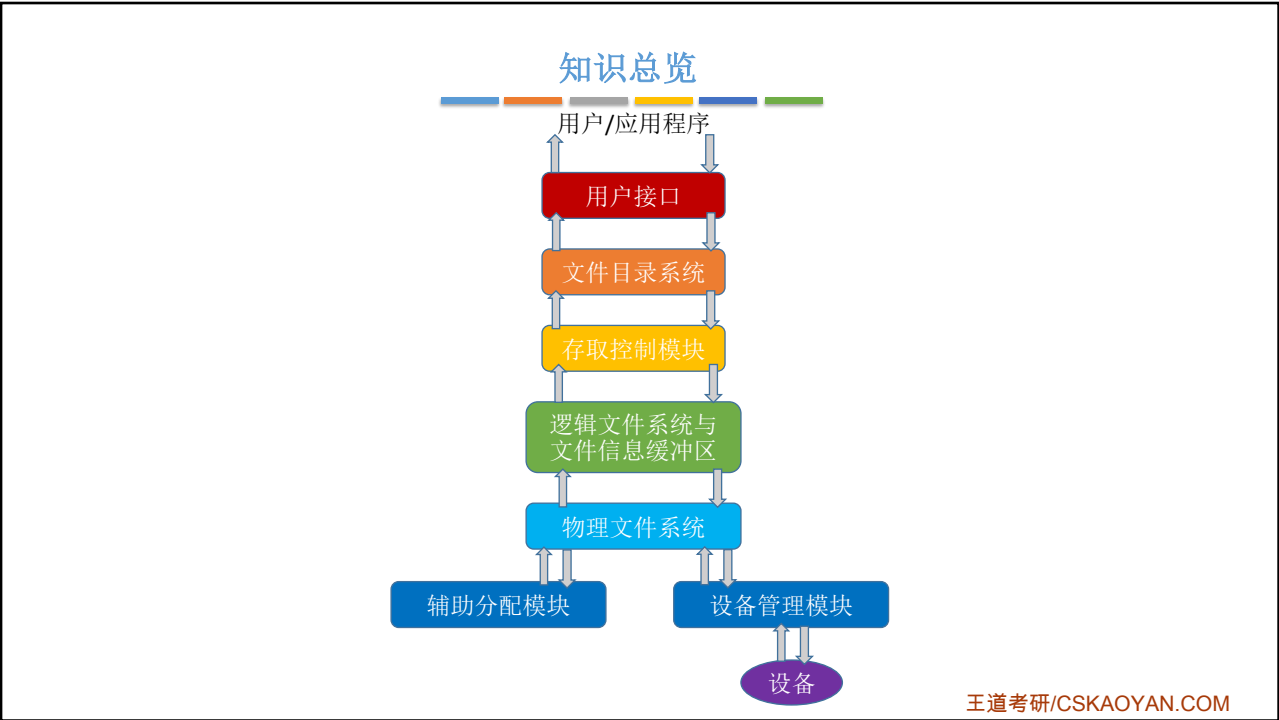 知识总览
用户/应用程序
用户接口
文件目录系统
存取控制模块
逻辑文件系统与
文件信息缓冲区
物理文件系统
辅助分配模块
设备管理模块
设备
王道考研/CSKAOYAN.COM